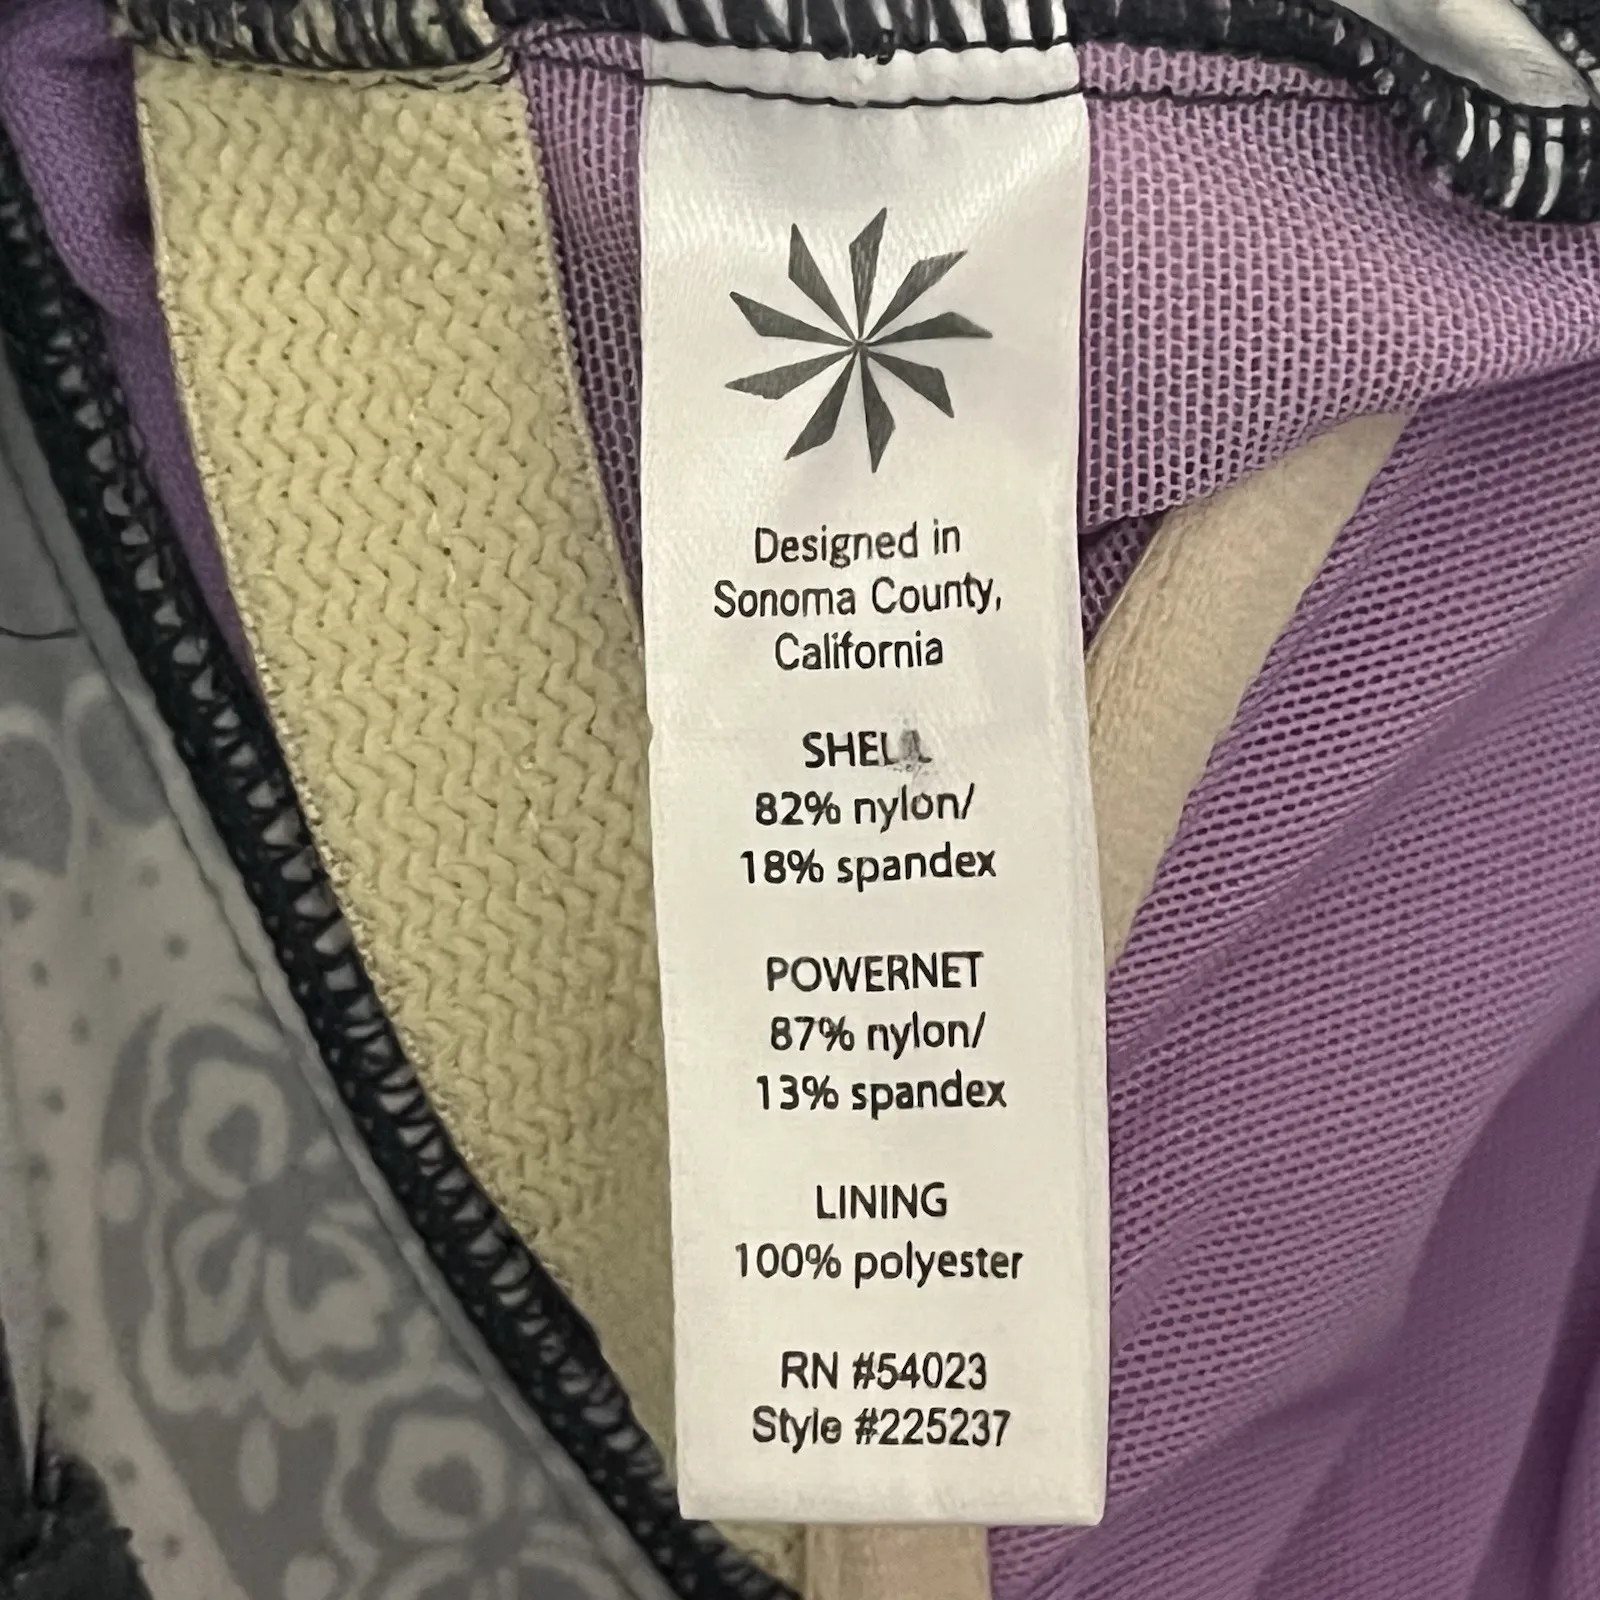 Designed in
Sonoma County,
California
SHELL
82% nylon/
18% spandex
POWERNET
87% nylon/
13% spandex
LINING
100% polyester
RN #54023
Style #225237